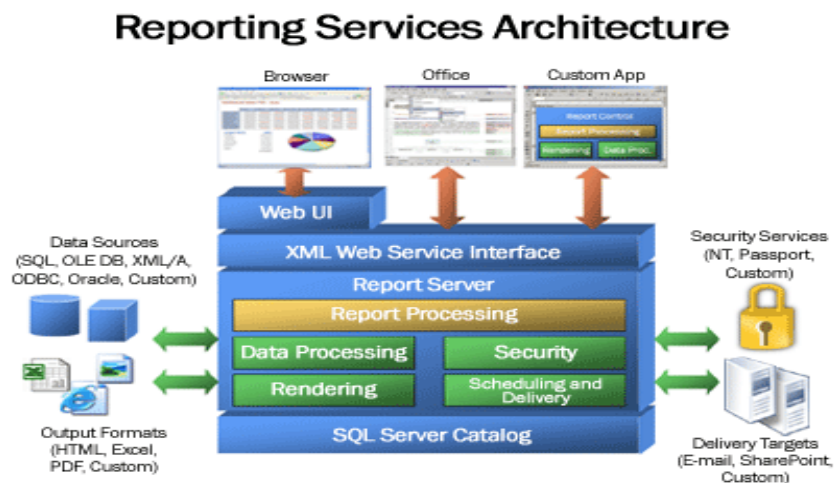 Reporting Services Architecture
Browser
Office
Custom App
Report Control
Report Processing
Rendering
Data Proc.
Web UI
XML Web Service Interface
Data Sources
(SQL, OLE DB, XML/A,
ODBC, Oracle, Custom)
Security Services
(NT, Passport,
Custom)
Report Server
Report Processing
Data Processing
Security
Rendering
Scheduling and
Delivery
SQL Server Catalog
Output Formats
(HTML, Excel,
PDF, Custom)
Delivery Targets
(E-mail, SharePoint,
Custom)